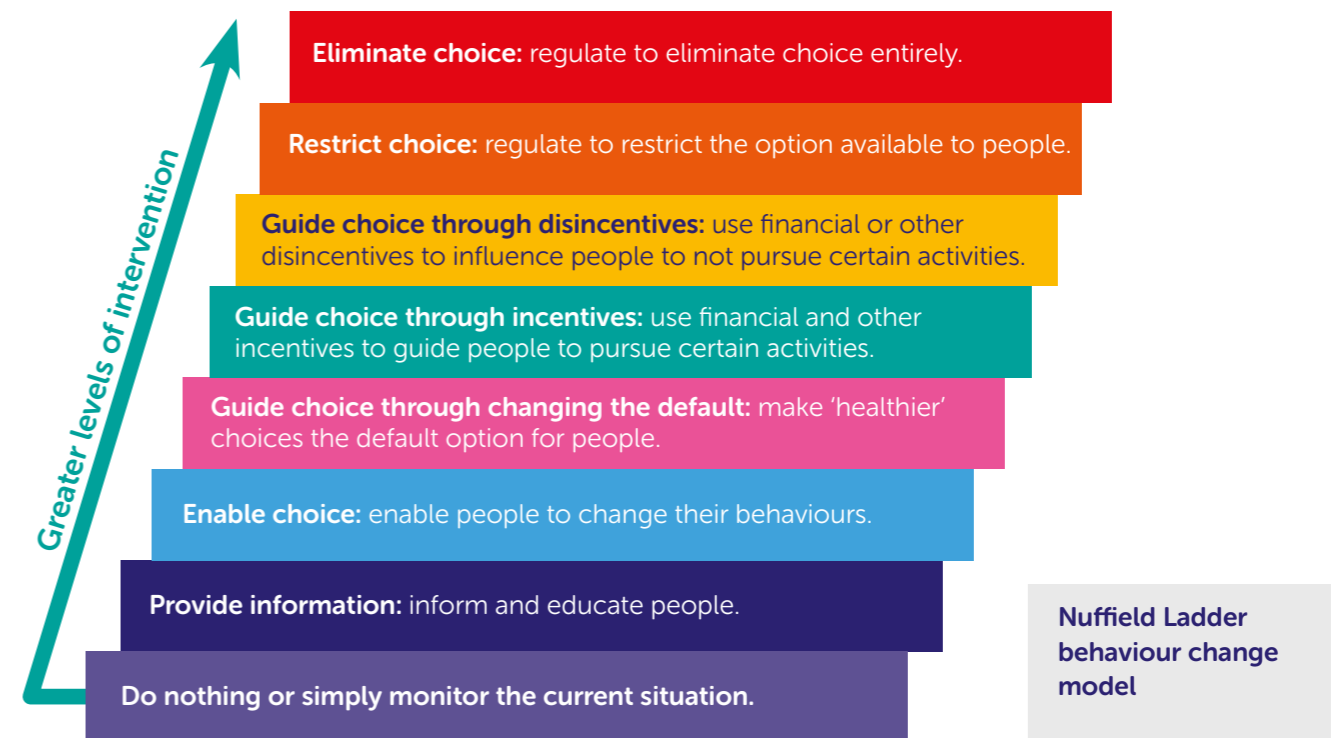 Eliminate choice: regulate to eliminate choice entirely.
Restrict choice: regulate to restrict the option available to people.
Guide choice through disincentives: use financial or other
disincentives to influence people to not pursue certain activities.
Guide choice through incentives: use financial and other
incentives to guide people to pursue certain activities.
Guide choice through changing the default: make ‘healthier’
choices the default option for people.
Enable choice: enable people to change their behaviours.
Provide information: inform and educate people.
Do nothing or simply monitor the current situation.
Greater levels of intervention
Nuffield Ladder
behaviour change
model